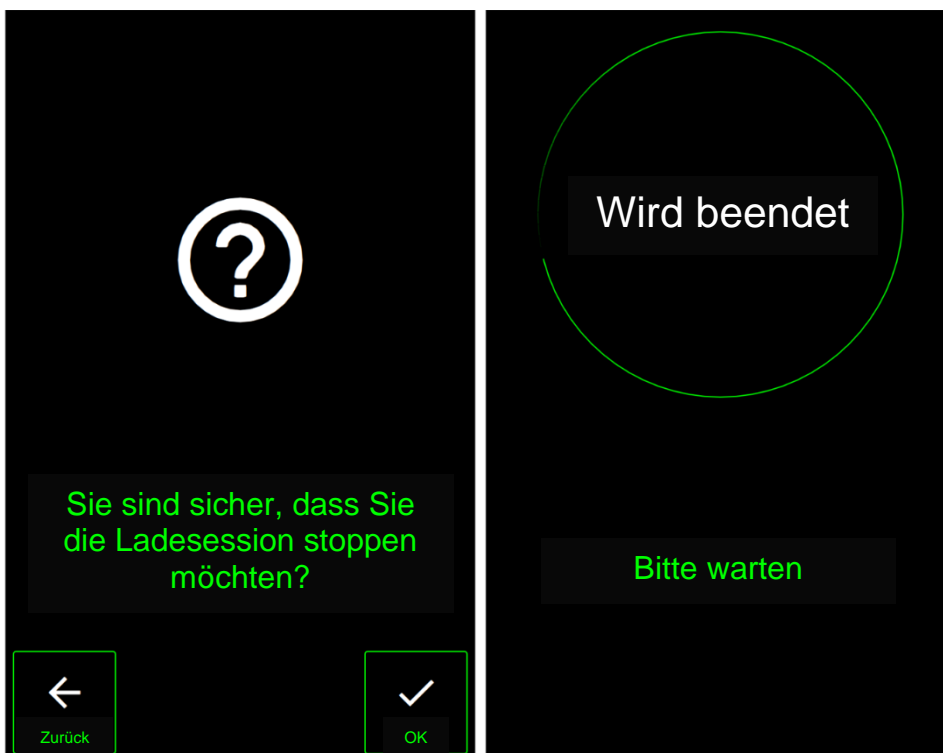 Sie sind sicher, dass Sie
die Ladesession stoppen
möchten?
Zurück
OK
Wird beendet
Bitte warten